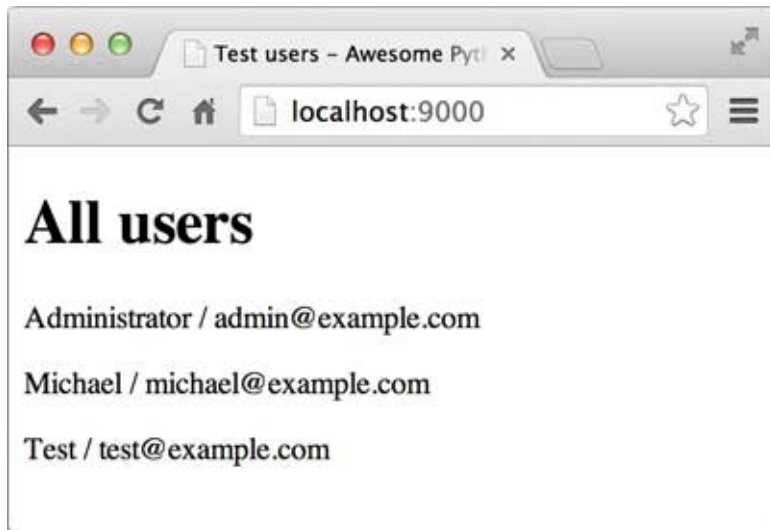 Test users – Awesome Pyt
localhost:9000
All users
Administrator / admin@example.com
Michael / michael@example.com
Test / test@example.com